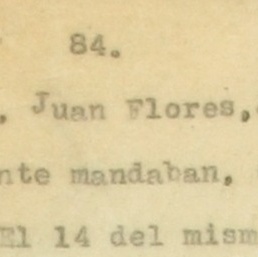 84.
, Juan Flores,
nte mandaban,
El 14 del mism